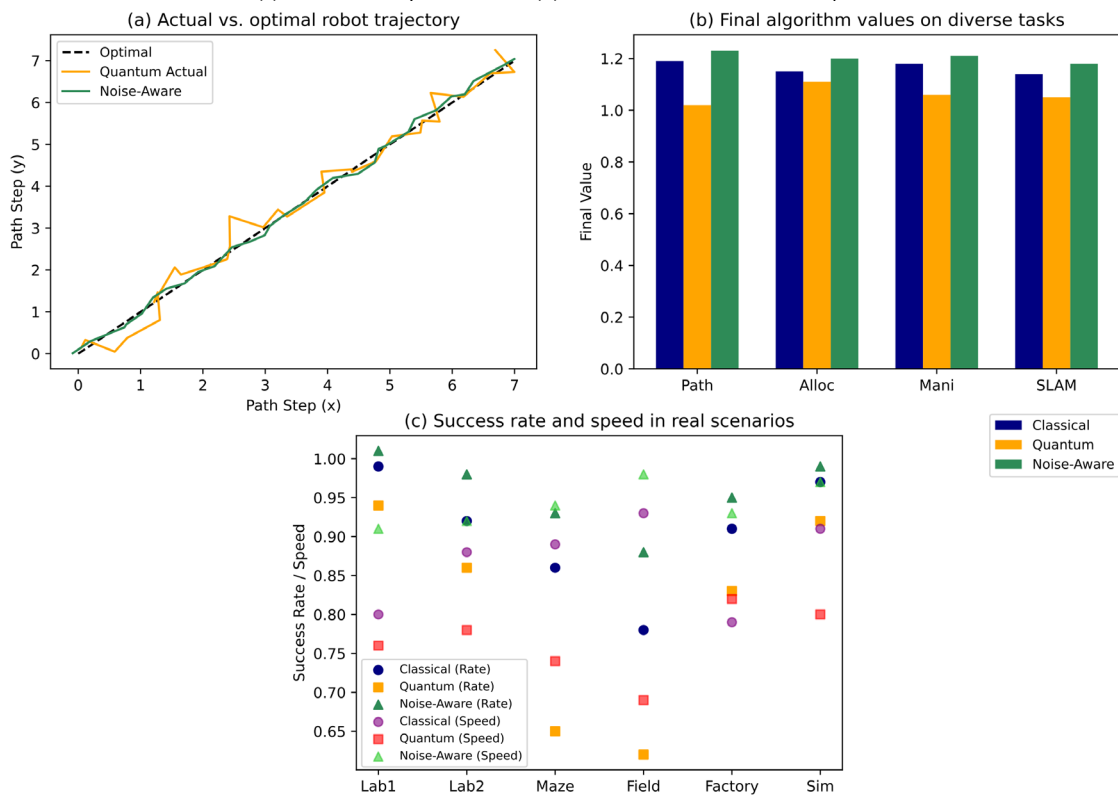 (a) Actual vs. optimal robot trajectory
Optimal
Quantum Actual
Noise-Aware
7
6
5
4
3
2
1
0
Path Step (y)
0 1 2 3 4 5 6 7
Path Step (x)
(b) Final algorithm values on diverse tasks
1.2
1.0
0.8
0.6
0.4
0.2
0.0
Final Value
Path Alloc Mani SLAM
Classical
Quantum
Noise-Aware
(c) Success rate and speed in real scenarios
1.00
0.95
0.90
0.85
0.80
0.75
0.70
0.65
Success Rate / Speed
Classical (Rate)
Quantum (Rate)
Noise-Aware (Rate)
Classical (Speed)
Quantum (Speed)
Noise-Aware (Speed)
Lab1 Lab2 Maze Field Factory Sim